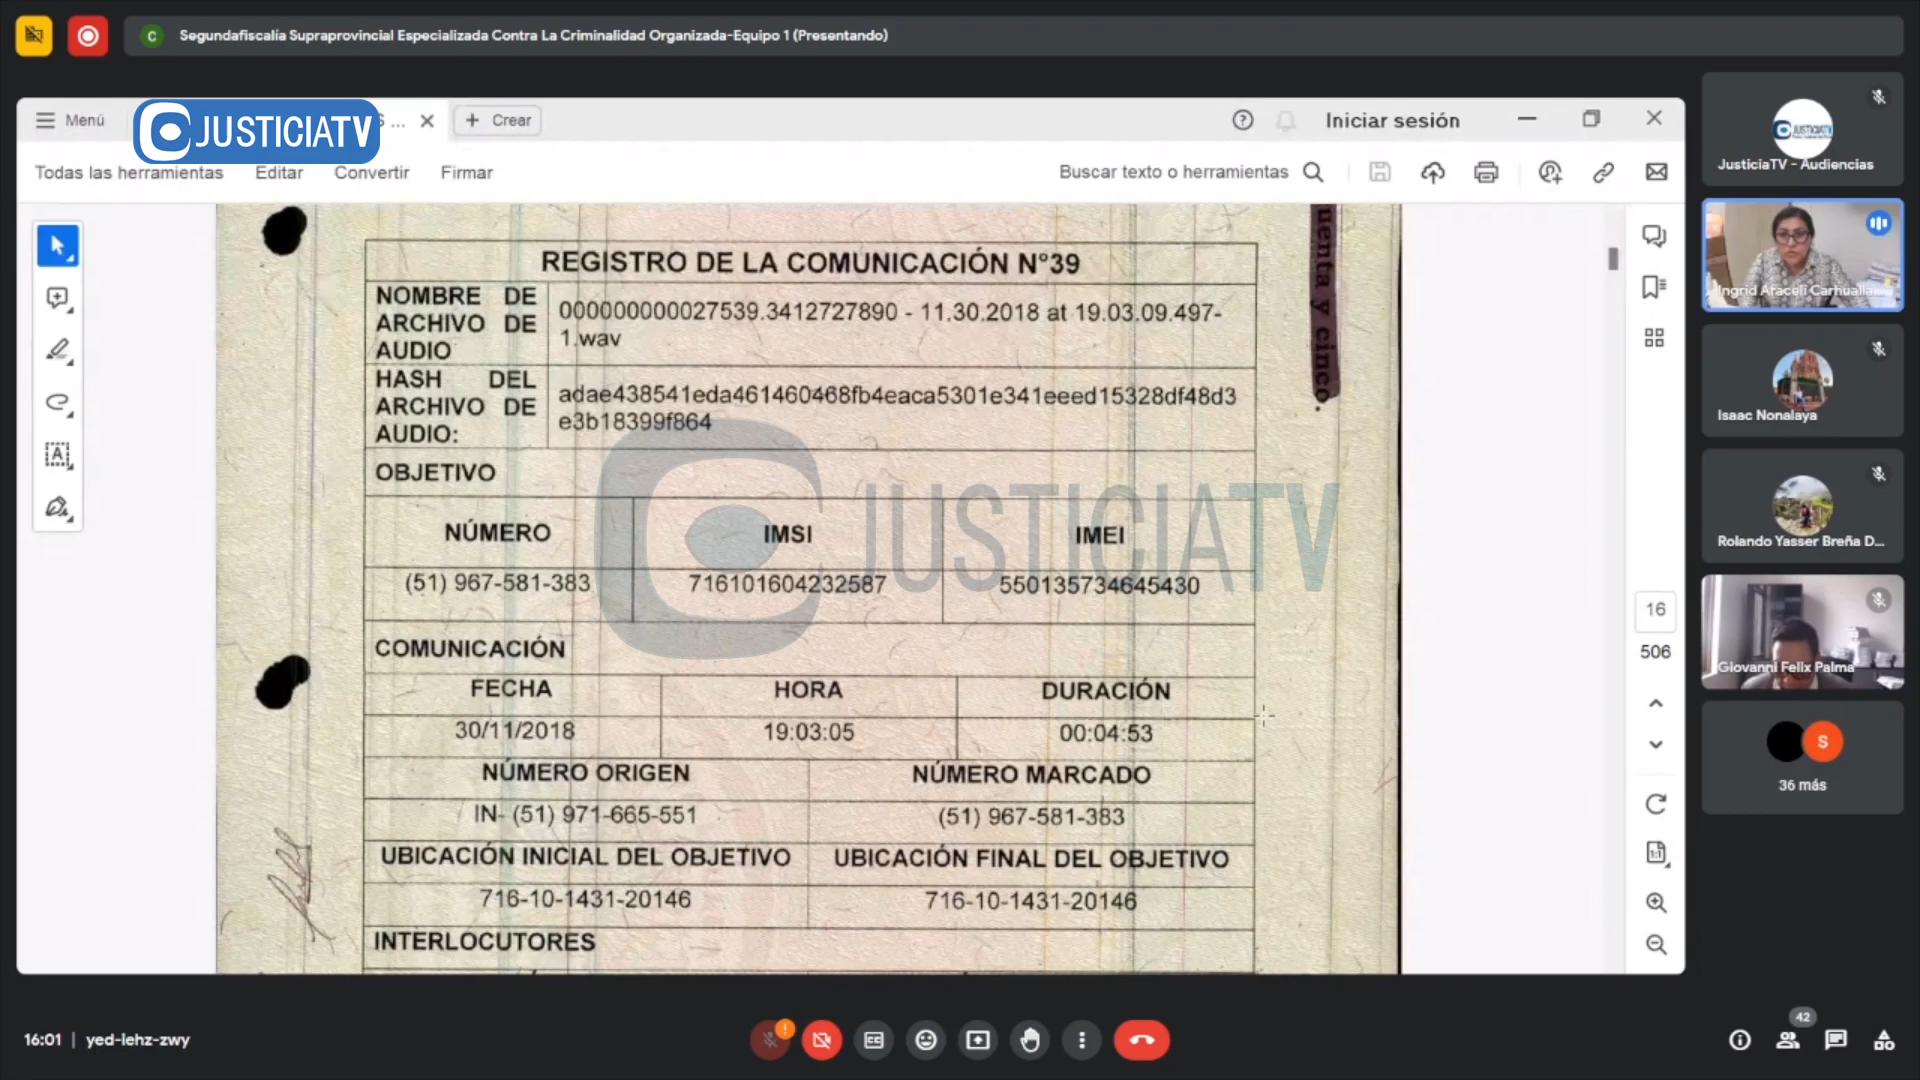 C Segundafiscalía Supraprovincial Especializada Contra La Criminalidad Organizada-Equipo 1 (Presentando)
Menú
JUSTICIATV
S ...
+ Crear
Iniciar sesión
Todas las herramientas
Editar
Convertir
Firmar
Buscar texto o herramientas
uenta y cinco.
REGISTRO DE LA COMUNICACIÓN N°39
NOMBRE DE ARCHIVO DE AUDIO
000000000027539.3412727890 - 11.30.2018 at 19.03.09.497-
1.wav
HASH DEL ARCHIVO DE AUDIO:
adae438541eda461460468fb4eaca5301e341eeed15328df48d3
e3b18399f864
OBJETIVO
JUSTICIATV
NÚMERO IMSI IMEI
(51) 967-581-383 716101604232587 550135734645430
COMUNICACIÓN
FECHA HORA DURACIÓN
30/11/2018 19:03:05 00:04:53
NÚMERO ORIGEN NÚMERO MARCADO
IN- (51) 971-665-551 (51) 967-581-383
UBICACIÓN INICIAL DEL OBJETIVO UBICACIÓN FINAL DEL OBJETIVO
716-10-1431-20146 716-10-1431-20146
INTERLOCUTORES
16
506
JUSTICIATV
JusticiaTV - Audiencias
Ingrid Araceli
Isaac Nonalaya
Rolando Yasser Breña D...
Giovanni Felix Palma
S
36 más
16:01 | yed-lehz-zwy
42